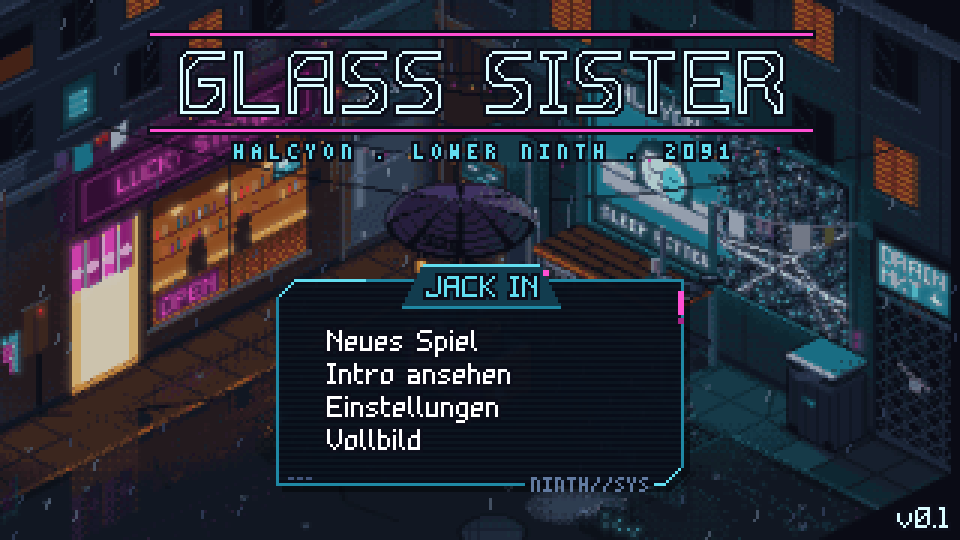 GLASS SISTER
HALCYON . LOWER NINTH . 2091
LUCKY
OPEN
SLEEP
DRAIN
JACK IN
Neues Spiel
Intro ansehen
Einstellungen
Vollbild
NINTH//SYS
v0.1